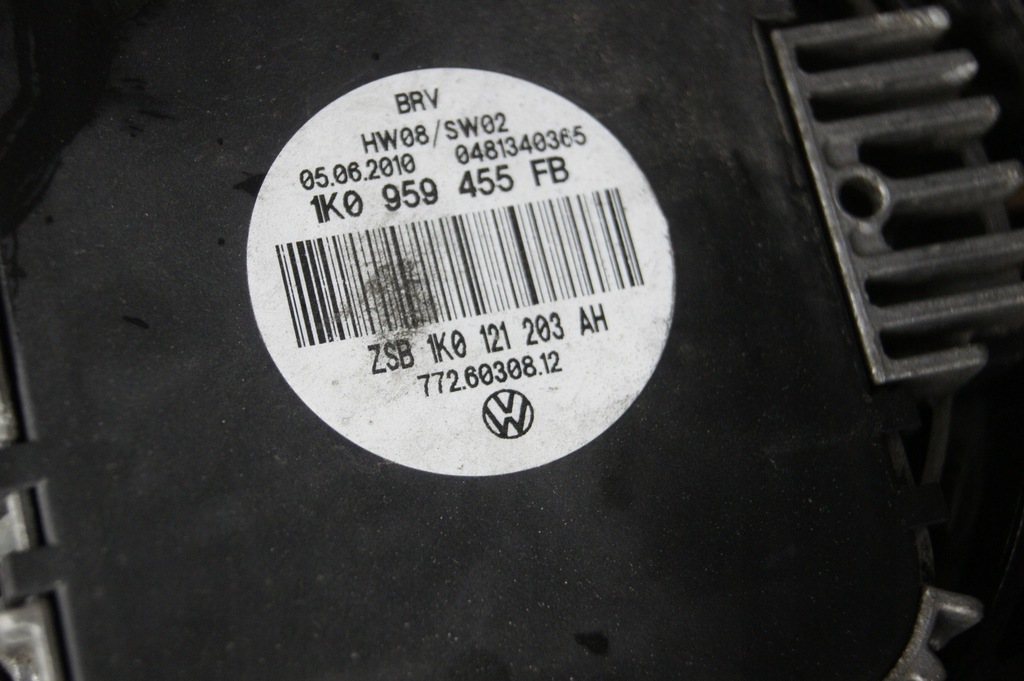 BRV
HW08/SW02
05.06.2010 0481340365
1K0 959 455 FB
ZSB 1K0 121 203 AH
772.60308.12